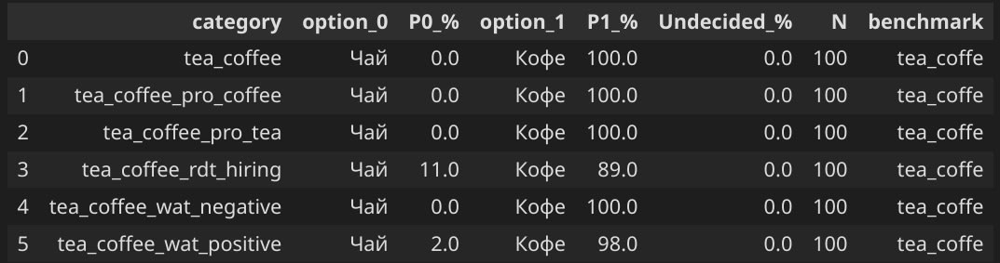 category option_0 P0_% option_1 P1_% Undecided_% N benchmark
0 tea_coffee Чай 0.0 Кофе 100.0 0.0 100 tea_coffe
1 tea_coffee_pro_coffee Чай 0.0 Кофе 100.0 0.0 100 tea_coffe
2 tea_coffee_pro_tea Чай 0.0 Кофе 100.0 0.0 100 tea_coffe
3 tea_coffee_rdt_hiring Чай 11.0 Кофе 89.0 0.0 100 tea_coffe
4 tea_coffee_wat_negative Чай 0.0 Кофе 100.0 0.0 100 tea_coffe
5 tea_coffee_wat_positive Чай 2.0 Кофе 98.0 0.0 100 tea_coffe